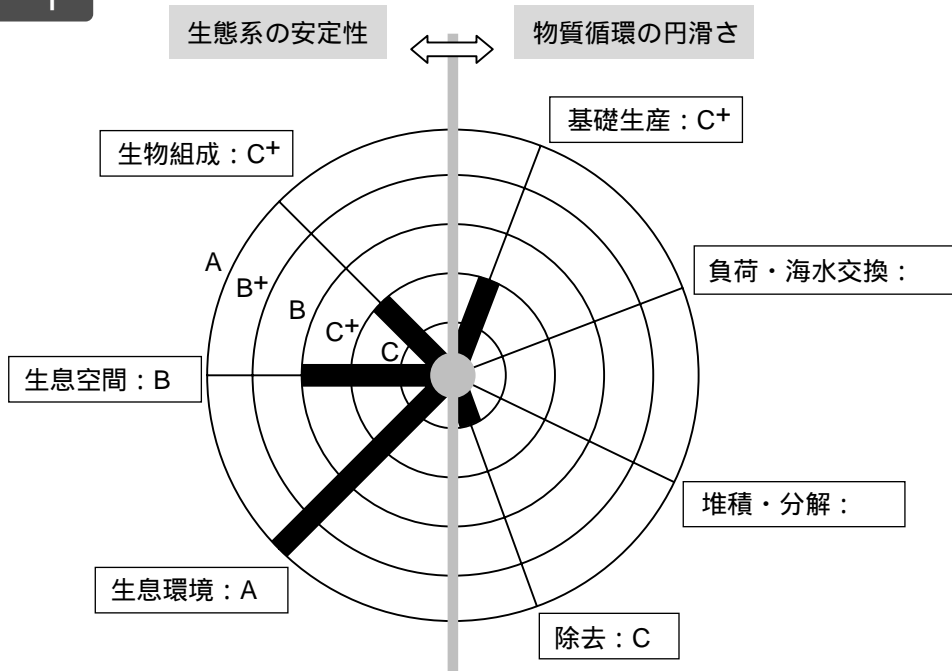 生態系の安定性
物質循環の円滑さ
基礎生産：C+
生物組成：C+
A
B+
B
C+
C
負荷・海水交換：
生息空間：B
堆積・分解：
生息環境：A
除去：C